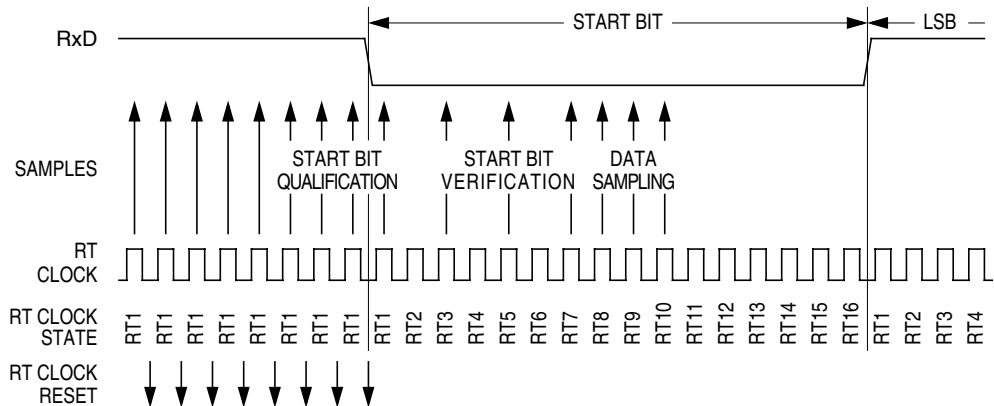 START BIT
LSB
RxD
SAMPLES
START BIT
QUALIFICATION
START BIT
VERIFICATION
DATA
SAMPLING
RT
CLOCK
RT CLOCK
STATE
RT1 RT1 RT1 RT1 RT1 RT1 RT1 RT1 RT1 RT2 RT3 RT4 RT5 RT6 RT7 RT8 RT9 RT10 RT11 RT12 RT13 RT14 RT15 RT16 RT1 RT2 RT3 RT4
RT CLOCK
RESET